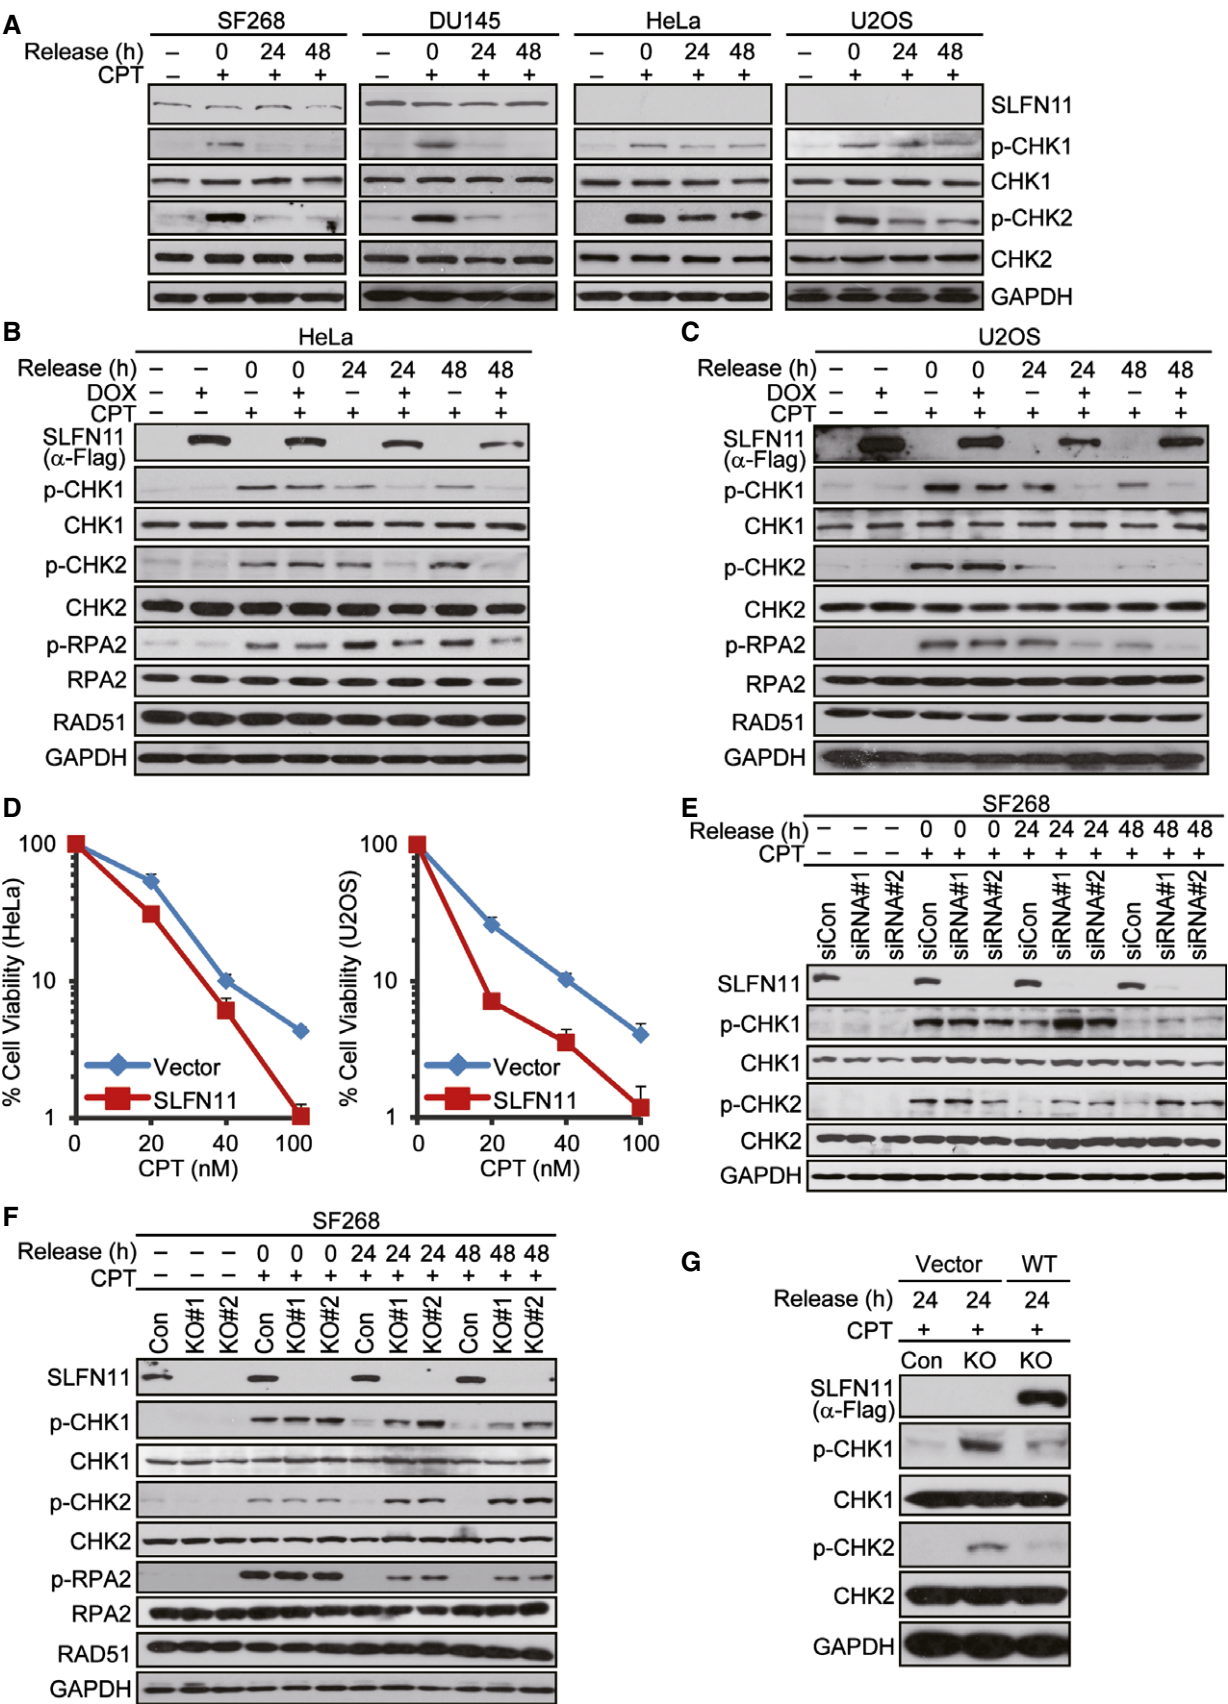 A
SF268 DU145 HeLa U2OS
Release (h) – 0 24 48 – 0 24 48 – 0 24 48 – 0 24 48
CPT – + + + – + + + – + + + – + + +
SLFN11
p-CHK1
CHK1
p-CHK2
CHK2
GAPDH
B
HeLa
Release (h) – – 0 0 24 24 48 48
DOX – + – + – + – +
CPT – – + + + + + +
SLFN11
(α-Flag)
p-CHK1
CHK1
p-CHK2
CHK2
p-RPA2
RPA2
RAD51
GAPDH
C
U2OS
Release (h) – – 0 0 24 24 48 48
DOX – + – + – + – +
CPT – – + + + + + +
SLFN11
(α-Flag)
p-CHK1
CHK1
p-CHK2
CHK2
p-RPA2
RPA2
RAD51
GAPDH
D
% Cell Viability (HeLa)
100
10
1
Vector
SLFN11
0 20 40 100
CPT (nM)
% Cell Viability (U2OS)
100
10
1
Vector
SLFN11
0 20 40 100
CPT (nM)
E
SF268
Release (h) – – – 0 0 0 24 24 24 48 48 48
CPT – – – + + + + + + + + +
siCon siRNA#1 siRNA#2 siCon siRNA#1 siRNA#2 siCon siRNA#1 siRNA#2 siCon siRNA#1 siRNA#2
SLFN11
p-CHK1
CHK1
p-CHK2
CHK2
GAPDH
F
SF268
Release (h) – – – 0 0 0 24 24 24 48 48 48
CPT – – – + + + + + + + + +
Con KO#1 KO#2 Con KO#1 KO#2 Con KO#1 KO#2 Con KO#1 KO#2
SLFN11
p-CHK1
CHK1
p-CHK2
CHK2
p-RPA2
RPA2
RAD51
GAPDH
G
Vector WT
Release (h) 24 24 24
CPT + + +
Con KO KO
SLFN11
(α-Flag)
p-CHK1
CHK1
p-CHK2
CHK2
GAPDH